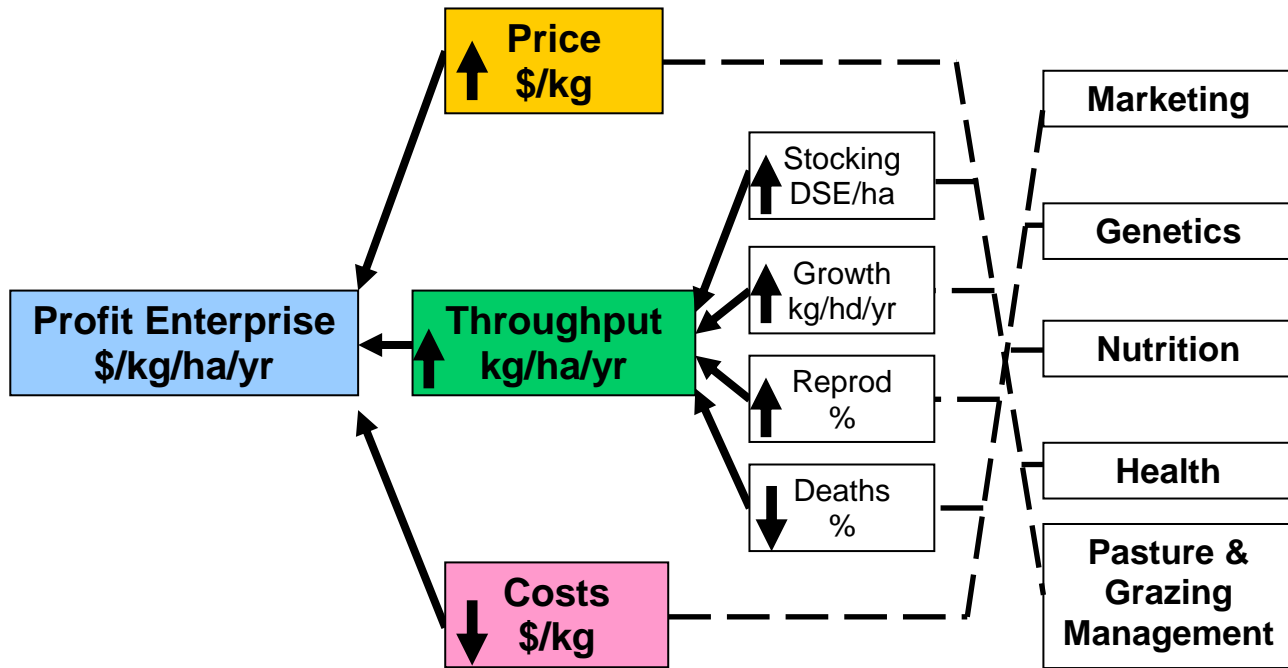 Price
$/kg
Stocking
DSE/ha
Growth
kg/hd/yr
Profit Enterprise
$/kg/ha/yr
Throughput
kg/ha/yr
Reprod
%
Deaths
%
Costs
$/kg
Marketing
Genetics
Nutrition
Health
Pasture &
Grazing
Management